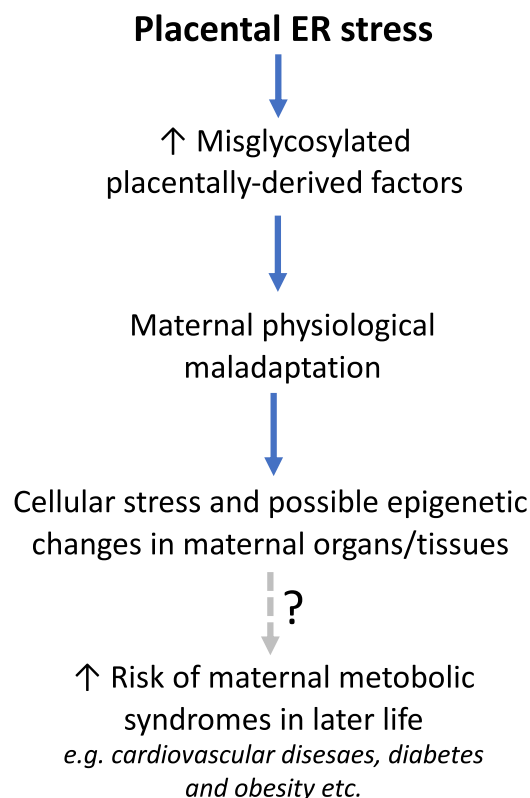 Placental ER stress
↑ Misglycosylated
placentally-derived factors
Maternal physiological
maladaptation
Cellular stress and possible epigenetic
changes in maternal organs/tissues
?
↑ Risk of maternal metobolic
syndromes in later life
e.g. cardiovascular disesaes, diabetes
and obesity etc.